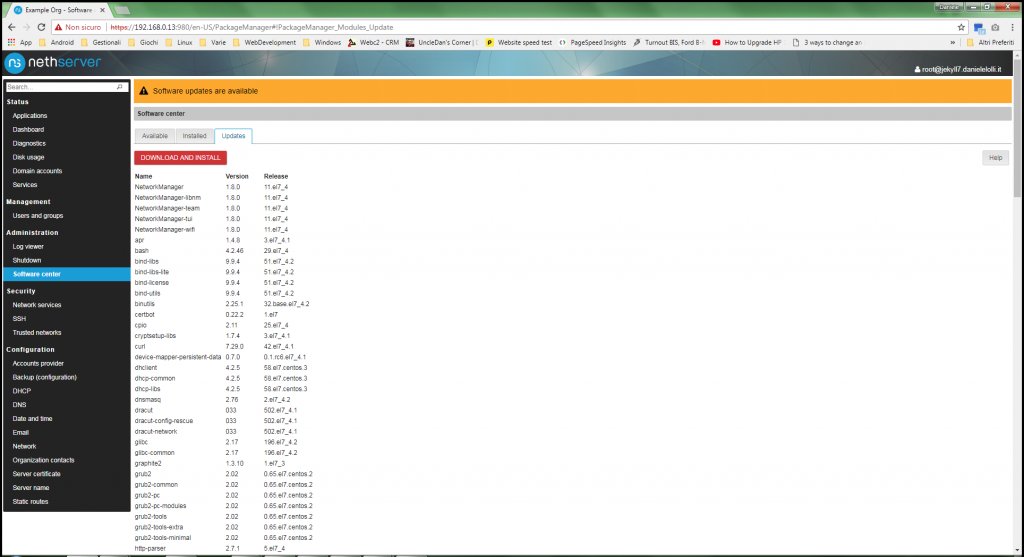 Example Org - Software
Daniele
Non sicuro https://192.168.0.13:980/en-US/PackageManager#!PackageManager_Modules_Update
App Android Gestionali Giochi Linux Varie WebDevelopment Windows Webo2 - CRM UncleDan's Corner | Website speed test PageSpeed Insights Turnout BIS, Ford B- How to Upgrade HP 3 ways to change an » Altri Preferiti
nethserver
root@jekyll7.danielelolli.it
Search...
Status
Applications
Dashboard
Diagnostics
Disk usage
Domain accounts
Services
Management
Users and groups
Administration
Log viewer
Shutdown
Software center
Security
Network services
SSH
Trusted networks
Configuration
Accounts provider
Backup (configuration)
DHCP
DNS
Date and time
Email
Network
Organization contacts
Server certificate
Server name
Static routes
Software updates are available
Software center
Available Installed Updates
DOWNLOAD AND INSTALL Help
Name Version Release
NetworkManager 1.8.0 11.el7_4
NetworkManager-libnm 1.8.0 11.el7_4
NetworkManager-team 1.8.0 11.el7_4
NetworkManager-tui 1.8.0 11.el7_4
NetworkManager-wifi 1.8.0 11.el7_4
apr 1.4.8 3.el7_4.1
bash 4.2.46 29.el7_4
bind-libs 9.9.4 51.el7_4.2
bind-libs-lite 9.9.4 51.el7_4.2
bind-license 9.9.4 51.el7_4.2
bind-utils 9.9.4 51.el7_4.2
binutils 2.25.1 32.base.el7_4.2
certbot 0.22.2 1.el7
cpio 2.11 25.el7_4
cryptsetup-libs 1.7.4 3.el7_4.1
curl 7.29.0 42.el7_4.1
device-mapper-persistent-data 0.7.0 0.1.rc6.el7_4.1
dhclient 4.2.5 58.el7.centos.3
dhcp-common 4.2.5 58.el7.centos.3
dhcp-libs 4.2.5 58.el7.centos.3
dnsmasq 2.76 2.el7_4.2
dracut 033 502.el7_4.1
dracut-config-rescue 033 502.el7_4.1
dracut-network 033 502.el7_4.1
glibc 2.17 196.el7_4.2
glibc-common 2.17 196.el7_4.2
graphite2 1.3.10 1.el7_3
grub2 2.02 0.65.el7.centos.2
grub2-common 2.02 0.65.el7.centos.2
grub2-pc 2.02 0.65.el7.centos.2
grub2-pc-modules 2.02 0.65.el7.centos.2
grub2-tools 2.02 0.65.el7.centos.2
grub2-tools-extra 2.02 0.65.el7.centos.2
grub2-tools-minimal 2.02 0.65.el7.centos.2
http-parser 2.7.1 5.el7_4